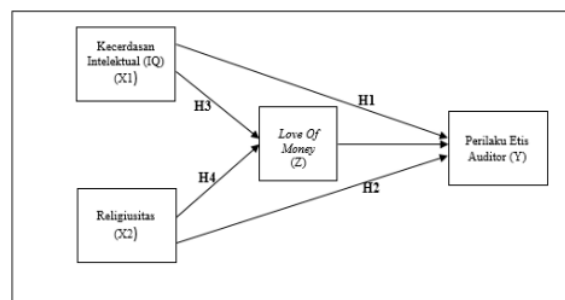 Kecerdasan
Intelektual (IQ)
(X1)
H1
H3
Love Of
Money
(Z)
Perilaku Etis
Auditor (Y)
H4
H2
Religiusitas
(X2)